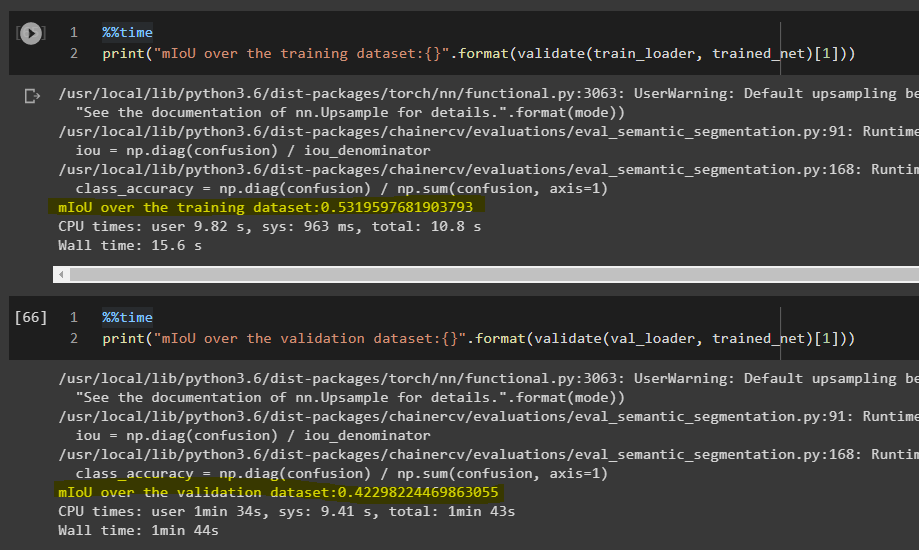 1 %%time
2 print("mIoU over the training dataset:{}".format(validate(train_loader, trained_net)[1]))
/usr/local/lib/python3.6/dist-packages/torch/nn/functional.py:3063: UserWarning: Default upsampling be
"See the documentation of nn.Upsample for details.".format(mode))
/usr/local/lib/python3.6/dist-packages/chainercv/evaluations/eval_semantic_segmentation.py:91: Runtime
iou = np.diag(confusion) / iou_denominator
/usr/local/lib/python3.6/dist-packages/chainercv/evaluations/eval_semantic_segmentation.py:168: Runtim
class_accuracy = np.diag(confusion) / np.sum(confusion, axis=1)
mIoU over the training dataset:0.5319597681903793
CPU times: user 9.82 s, sys: 963 ms, total: 10.8 s
Wall time: 15.6 s
[66] 1 %%time
2 print("mIoU over the validation dataset:{}".format(validate(val_loader, trained_net)[1]))
/usr/local/lib/python3.6/dist-packages/torch/nn/functional.py:3063: UserWarning: Default upsampling be
"See the documentation of nn.Upsample for details.".format(mode))
/usr/local/lib/python3.6/dist-packages/chainercv/evaluations/eval_semantic_segmentation.py:91: Runtime
iou = np.diag(confusion) / iou_denominator
/usr/local/lib/python3.6/dist-packages/chainercv/evaluations/eval_semantic_segmentation.py:168: Runtim
class_accuracy = np.diag(confusion) / np.sum(confusion, axis=1)
mIoU over the validation dataset:0.42298224469863055
CPU times: user 1min 34s, sys: 9.41 s, total: 1min 43s
Wall time: 1min 44s